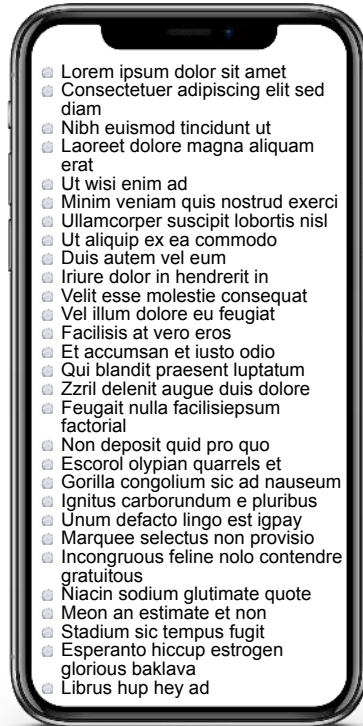 Lorem ipsum dolor sit amet
Consectetuer adipiscing elit sed
diam
Nibh euismod tincidunt ut
Laoreet dolore magna aliquam
erat
Ut wisi enim ad
Minim veniam quis nostrud exerci
Ullamcorper suscipit lobortis nisl
Ut aliquip ex ea commodo
Duis autem vel eum
Iriure dolor in hendrerit in
Velit esse molestie consequat
Vel illum dolore eu feugiat
Facilisis at vero eros
Et accumsan et iusto odio
Qui blandit praesent luptatum
Zzril delenit augue duis dolore
Feugait nulla facilisiepsum
factorial
Non deposit quid pro quo
Escorol olypian quarrels et
Gorilla congolium sic ad nauseum
Ignitus carborundum e pluribus
Unum defacto lingo est igpay
Marquee selectus non provisio
Incongruous feline nolo contendre
gratuitous
Niacin sodium glutimate quote
Meon an estimate et non
Stadium sic tempus fugit
Esperanto hiccup estrogen
glorious baklava
Librus hup hey ad